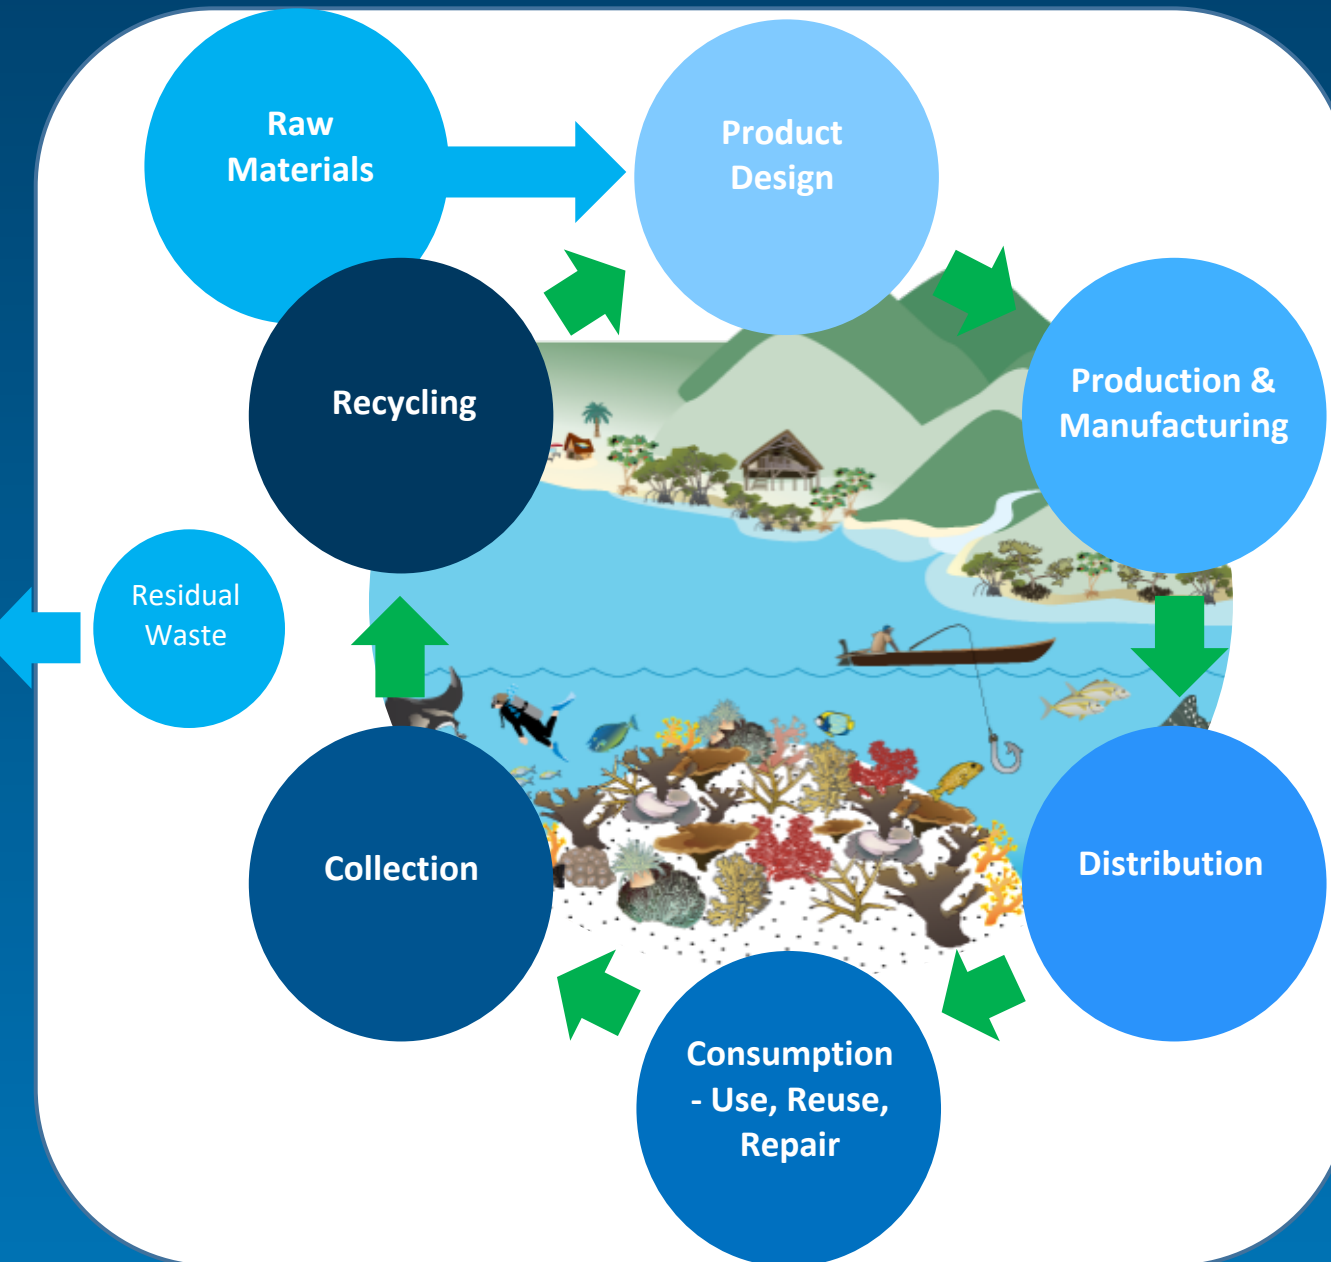 Raw
Materials
Product
Design
Recycling
Production &
Manufacturing
Residual
Waste
Collection
Distribution
Consumption
- Use, Reuse,
Repair